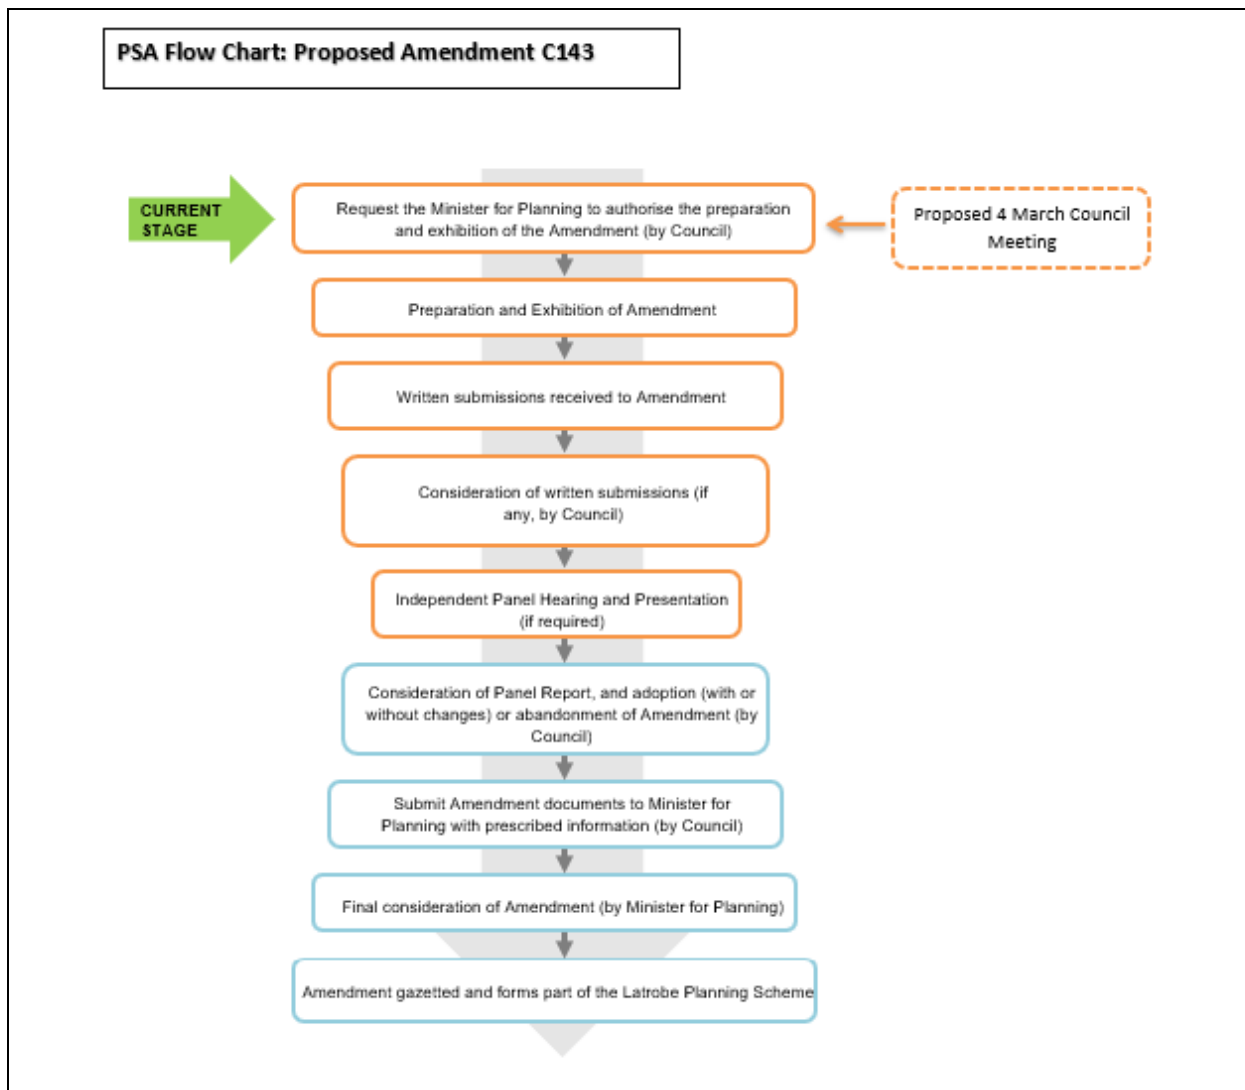 PSA Flow Chart: Proposed Amendment C143
CURRENT
STAGE
Request the Minister for Planning to authorise the preparation
and exhibition of the Amendment (by Council)
Proposed 4 March Council
Meeting
Preparation and Exhibition of Amendment
Written submissions received to Amendment
Consideration of written submissions (if
any, by Council)
Independent Panel Hearing and Presentation
(if required)
Consideration of Panel Report, and adoption (with or
without changes) or abandonment of Amendment (by
Council)
Submit Amendment documents to Minister for
Planning with prescribed information (by Council)
Final consideration of Amendment (by Minister for Planning)
Amendment gazetted and forms part of the Latrobe Planning Scheme